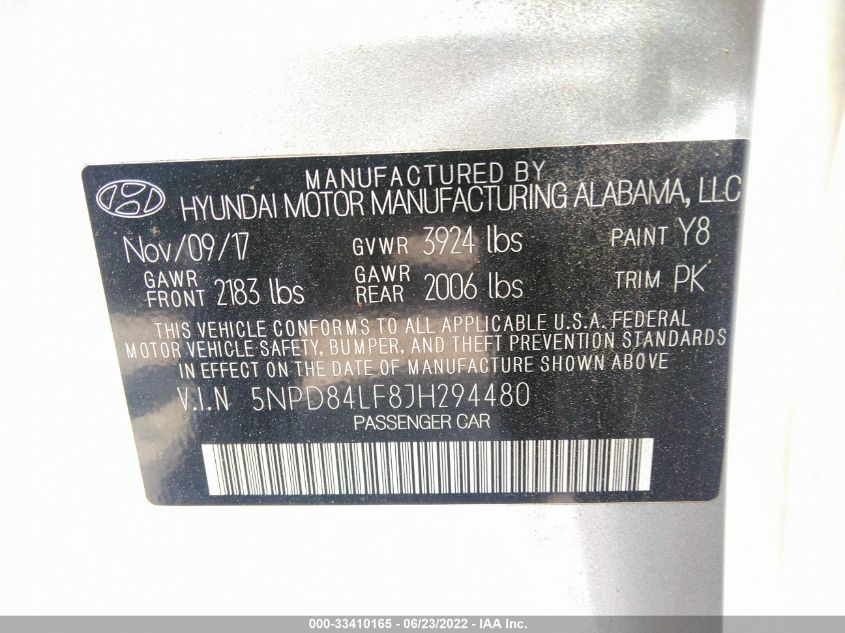 MANUFACTURED BY
HYUNDAI MOTOR MANUFACTURING ALABAMA, LLC
Nov/09/17 GVWR 3924 lbs PAINT Y8
GAWR FRONT 2183 lbs GAWR REAR 2006 lbs TRIM PK
THIS VEHICLE CONFORMS TO ALL APPLICABLE U.S.A. FEDERAL
MOTOR VEHICLE SAFETY, BUMPER, AND THEFT PREVENTION STANDARDS
IN EFFECT ON THE DATE OF MANUFACTURE SHOWN ABOVE
V.I.N 5NPD84LF8JH294480
PASSENGER CAR
000-33410165 - 06/23/2022 - IAA Inc.